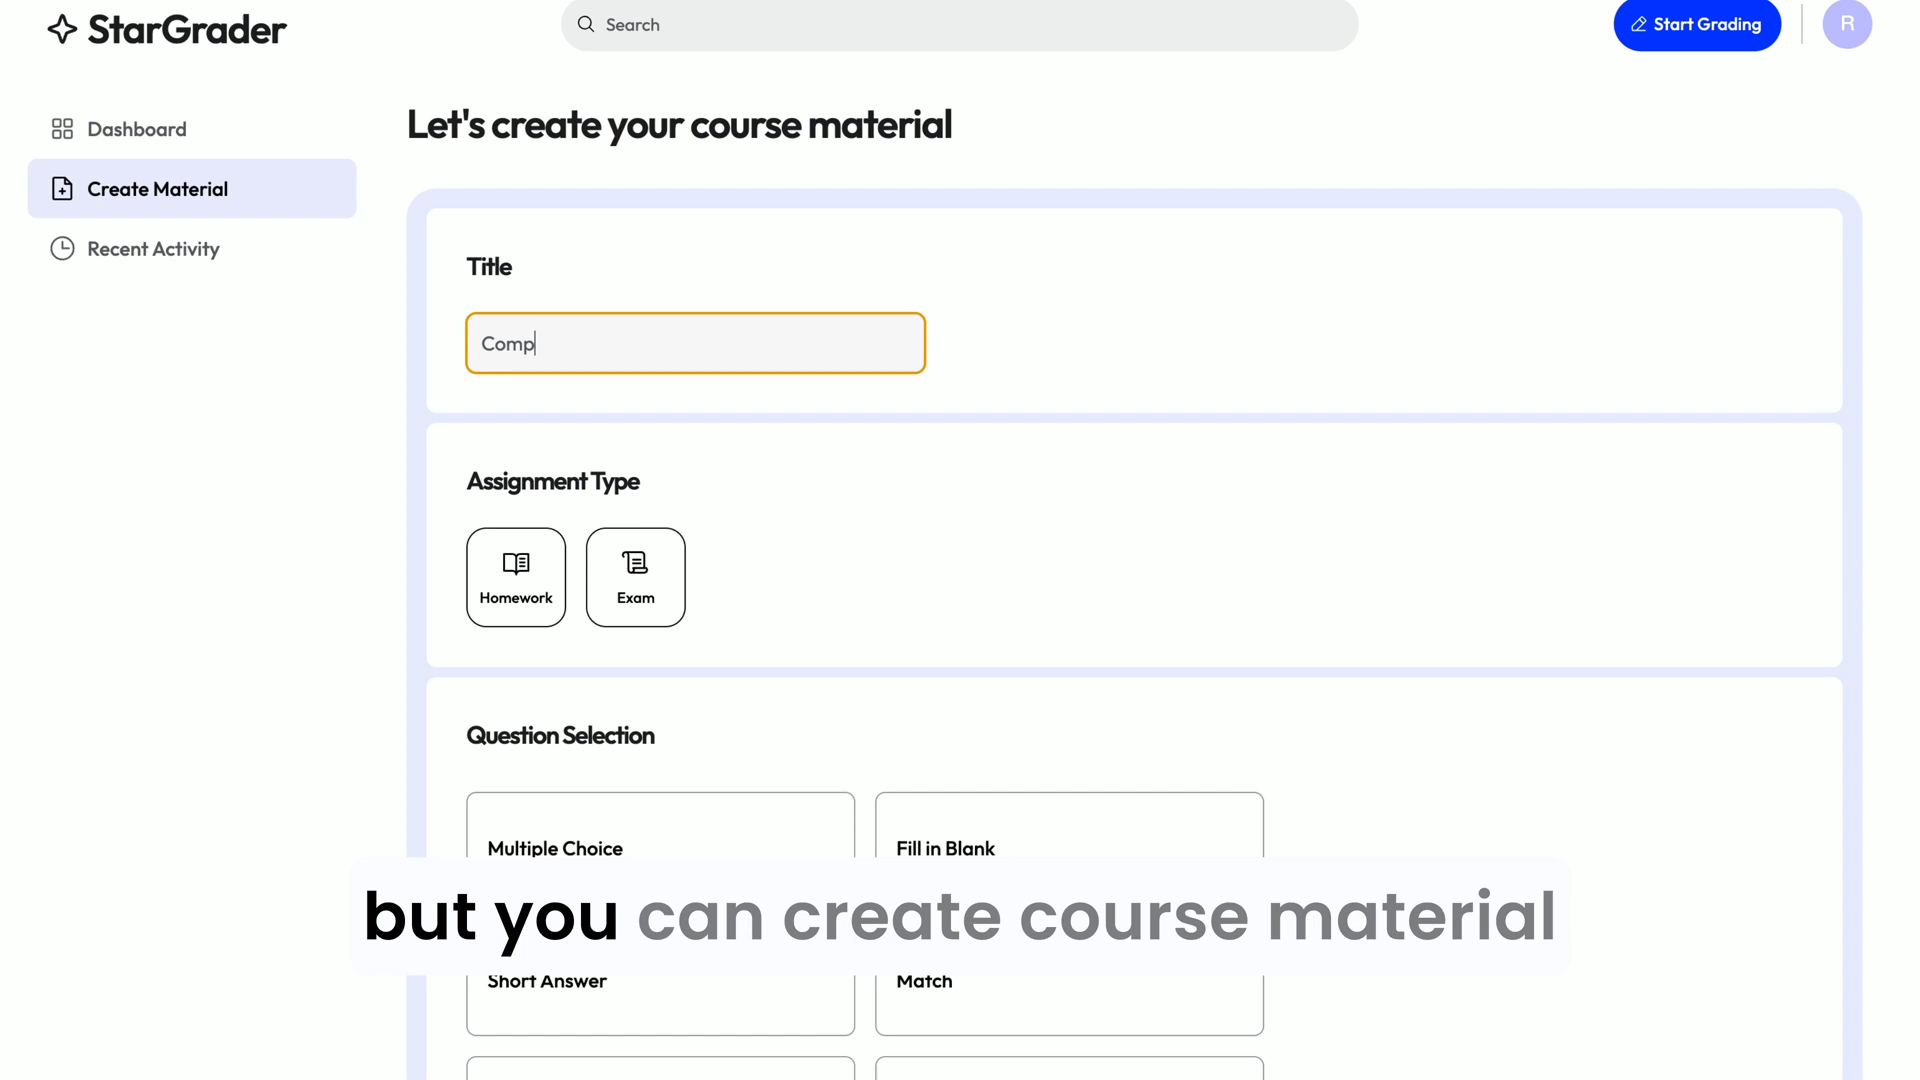 StarGrader
Search
Start Grading
R
Dashboard
Create Material
Recent Activity
Let's create your course material
Title
Comp
Assignment Type
Homework
Exam
Question Selection
Multiple Choice
Fill in Blank
but you can create course material
Short Answer
Match